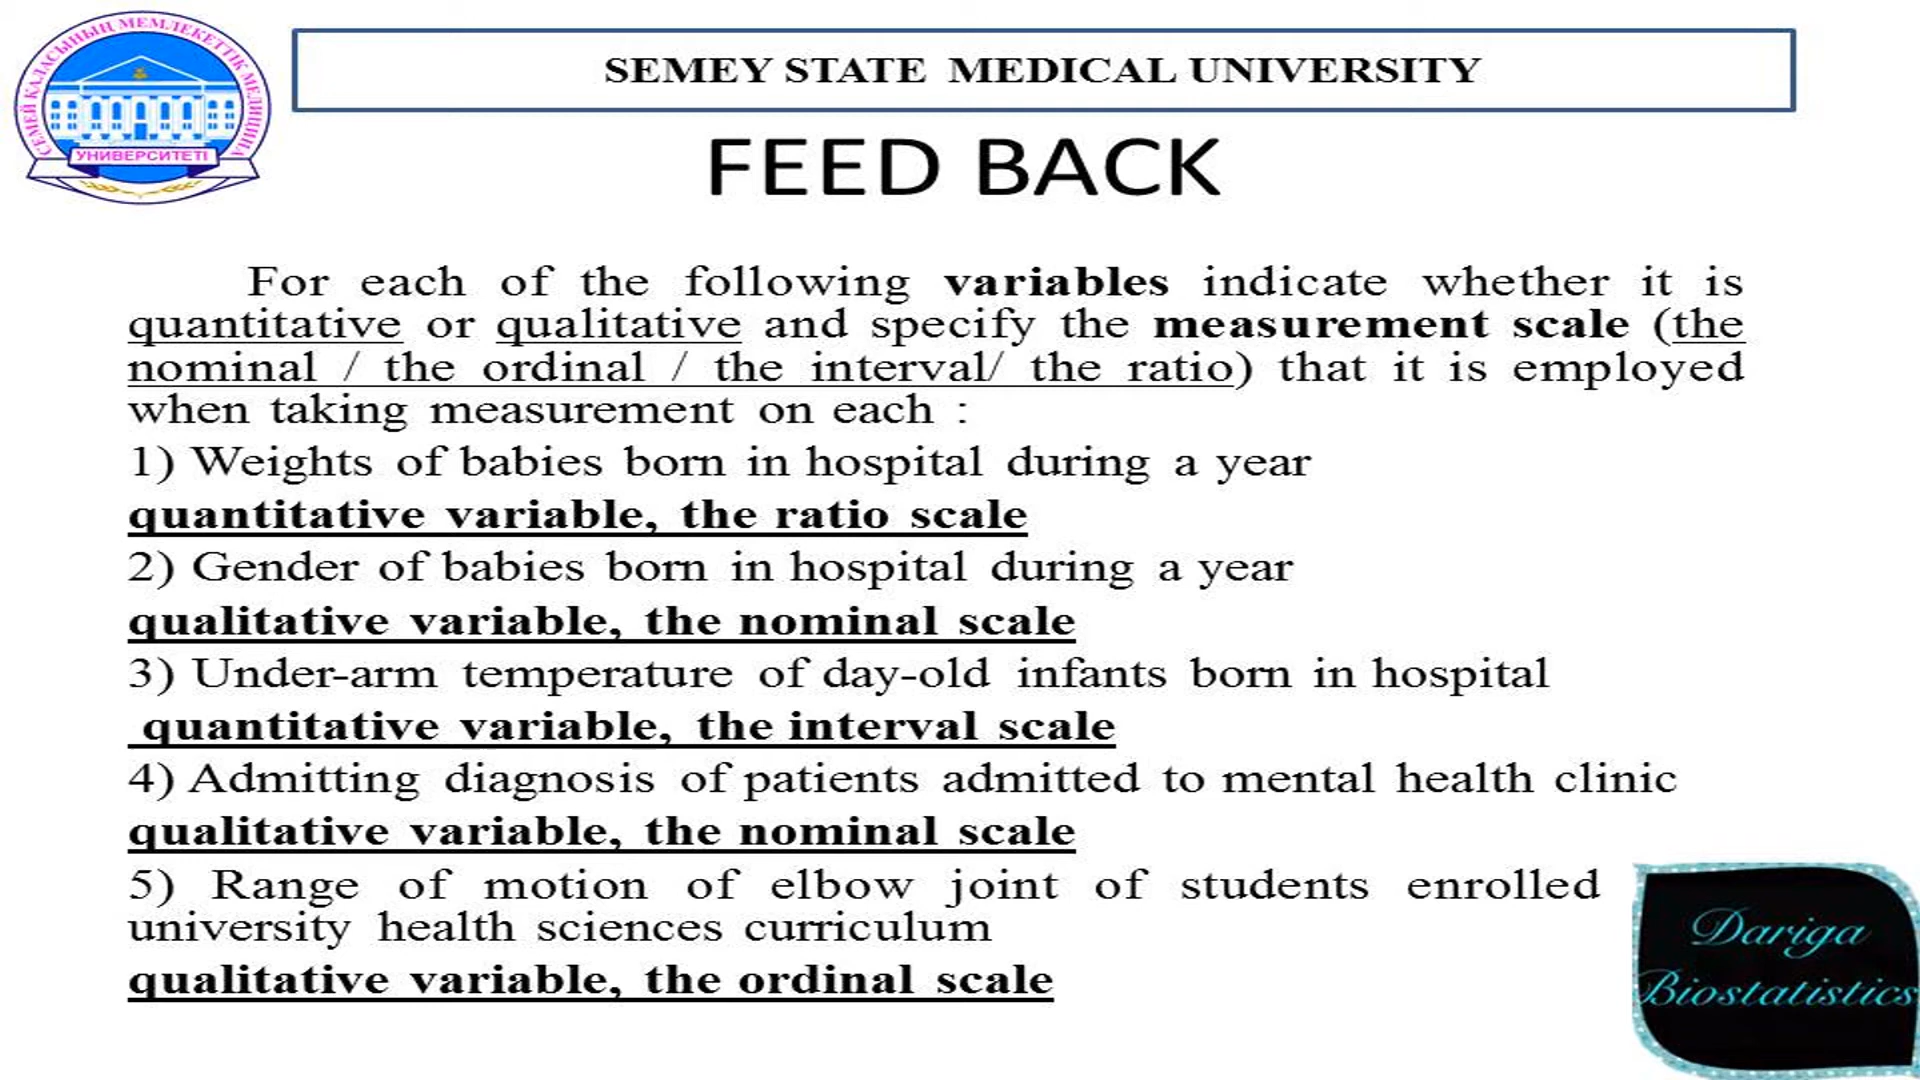 СЕМЕЙ ҚАЛАСЫНЫҢ МЕМЛЕКЕТТІК МЕДИЦИНА
УНИВЕРСИТЕТІ
SEMEY STATE MEDICAL UNIVERSITY
FEED BACK
For each of the following variables indicate whether it is
quantitative or qualitative and specify the measurement scale (the
nominal / the ordinal / the interval/ the ratio) that it is employed
when taking measurement on each :
1) Weights of babies born in hospital during a year
quantitative variable, the ratio scale
2) Gender of babies born in hospital during a year
qualitative variable, the nominal scale
3) Under-arm temperature of day-old infants born in hospital
quantitative variable, the interval scale
4) Admitting diagnosis of patients admitted to mental health clinic
qualitative variable, the nominal scale
5) Range of motion of elbow joint of students enrolled
university health sciences curriculum
qualitative variable, the ordinal scale
Dariga
Biostatistics